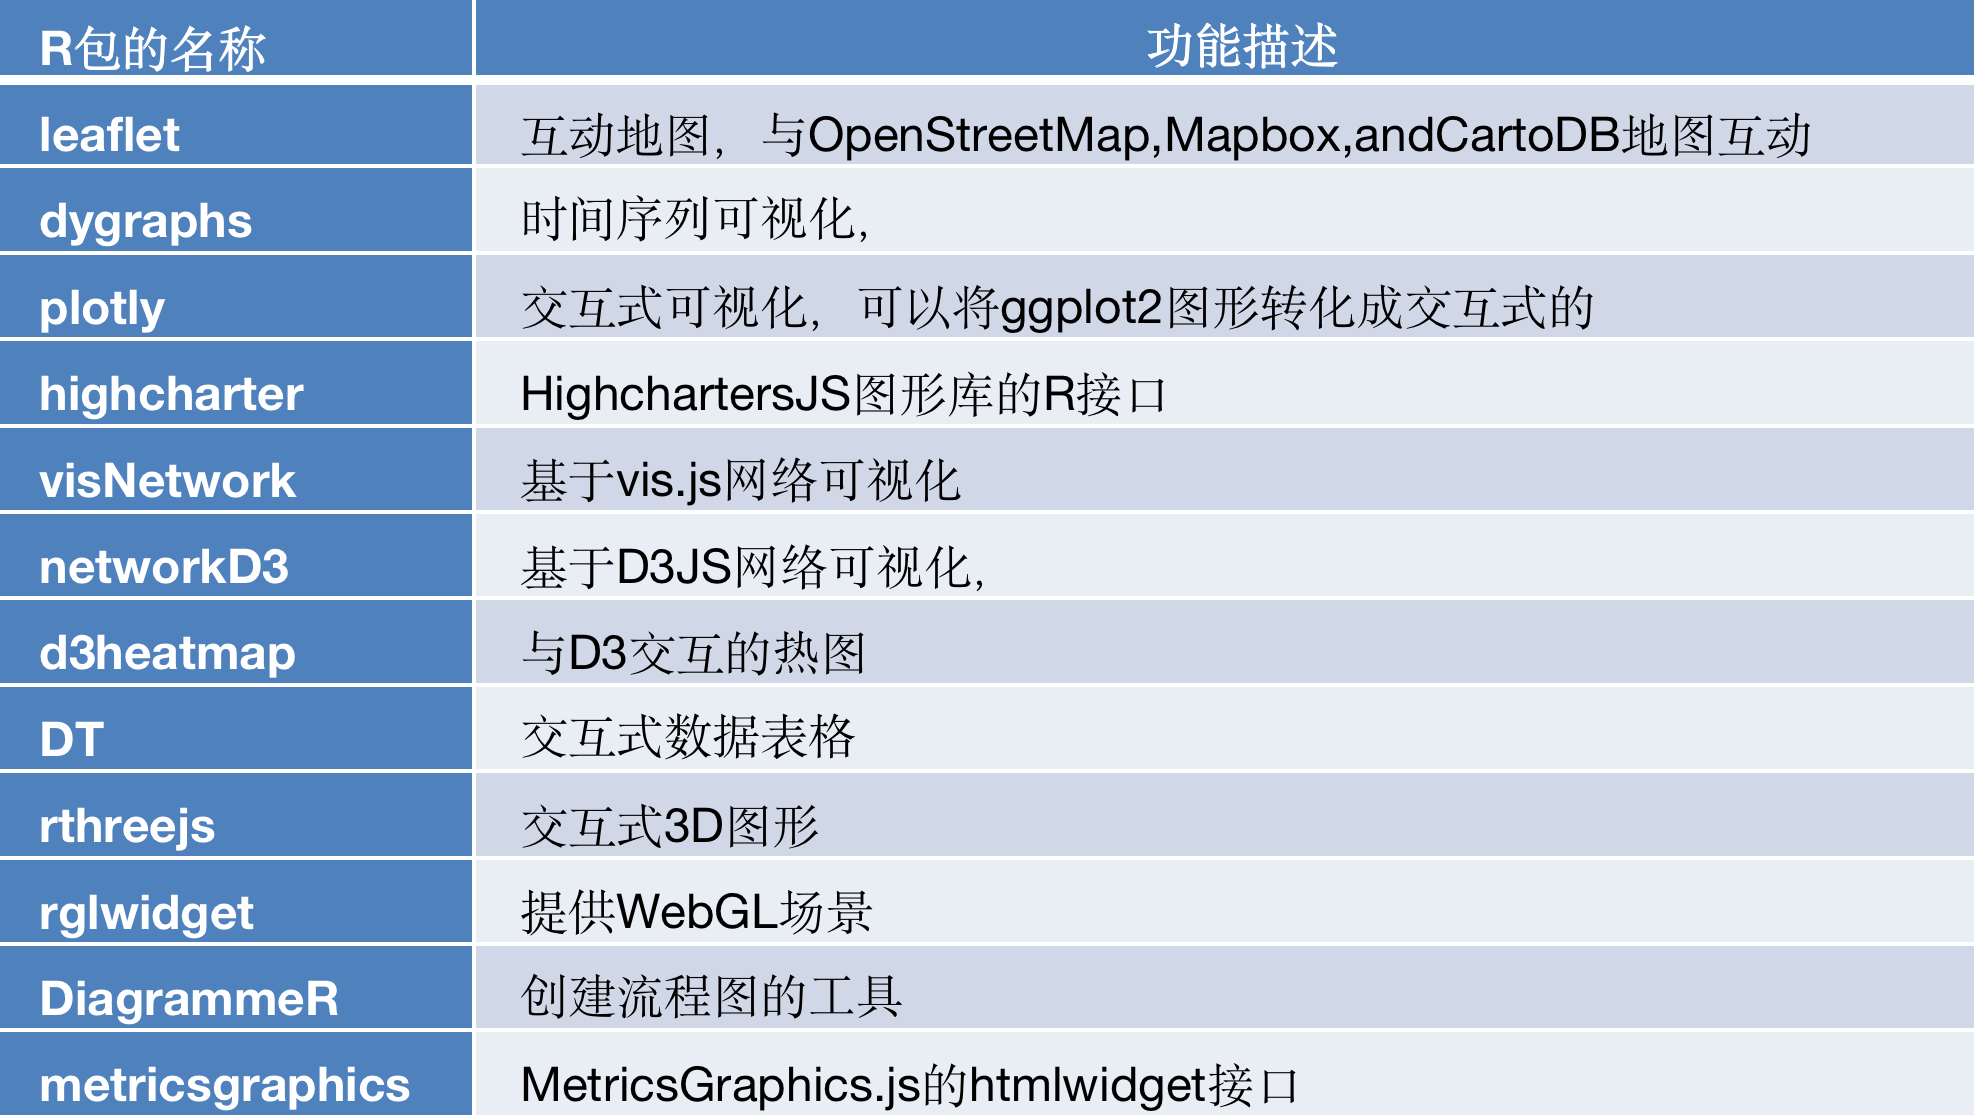 R包的名称 功能描述
leaflet 互动地图，与OpenStreetMap,Mapbox,andCartoDB地图互动
dygraphs 时间序列可视化，
plotly 交互式可视化，可以将ggplot2图形转化成交互式的
highcharter HighchartersJS图形库的R接口
visNetwork 基于vis.js网络可视化
networkD3 基于D3JS网络可视化，
d3heatmap 与D3交互的热图
DT 交互式数据表格
rthreejs 交互式3D图形
rglwidget 提供WebGL场景
DiagrammeR 创建流程图的工具
metricsgraphics MetricsGraphics.js的htmlwidget接口